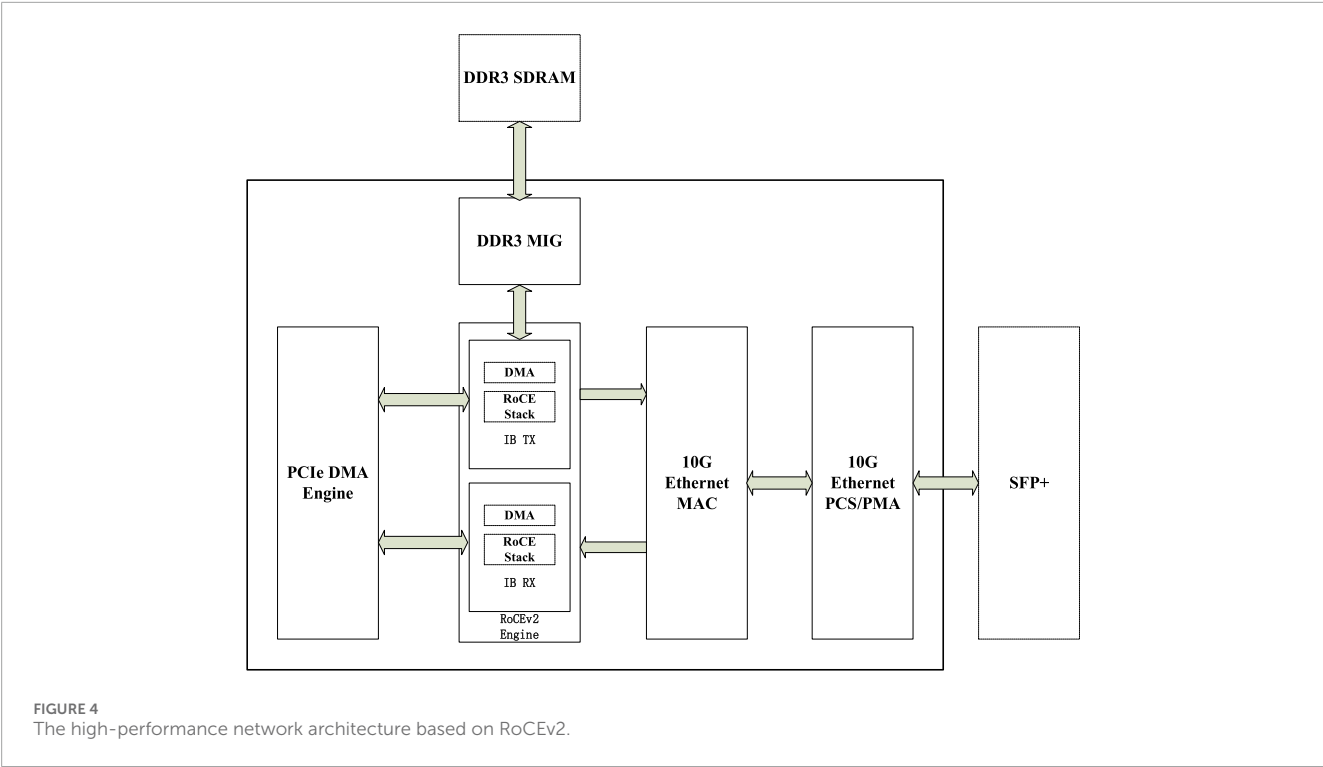 DDR3 SDRAM
DDR3 MIG
DMA
RoCE
Stack
IB TX
PCIe DMA
Engine
DMA
RoCE
Stack
IB RX
RoCEv2
Engine
10G
Ethernet
MAC
10G
Ethernet
PCS/PMA
SFP+
FIGURE 4
The high-performance network architecture based on RoCEv2.